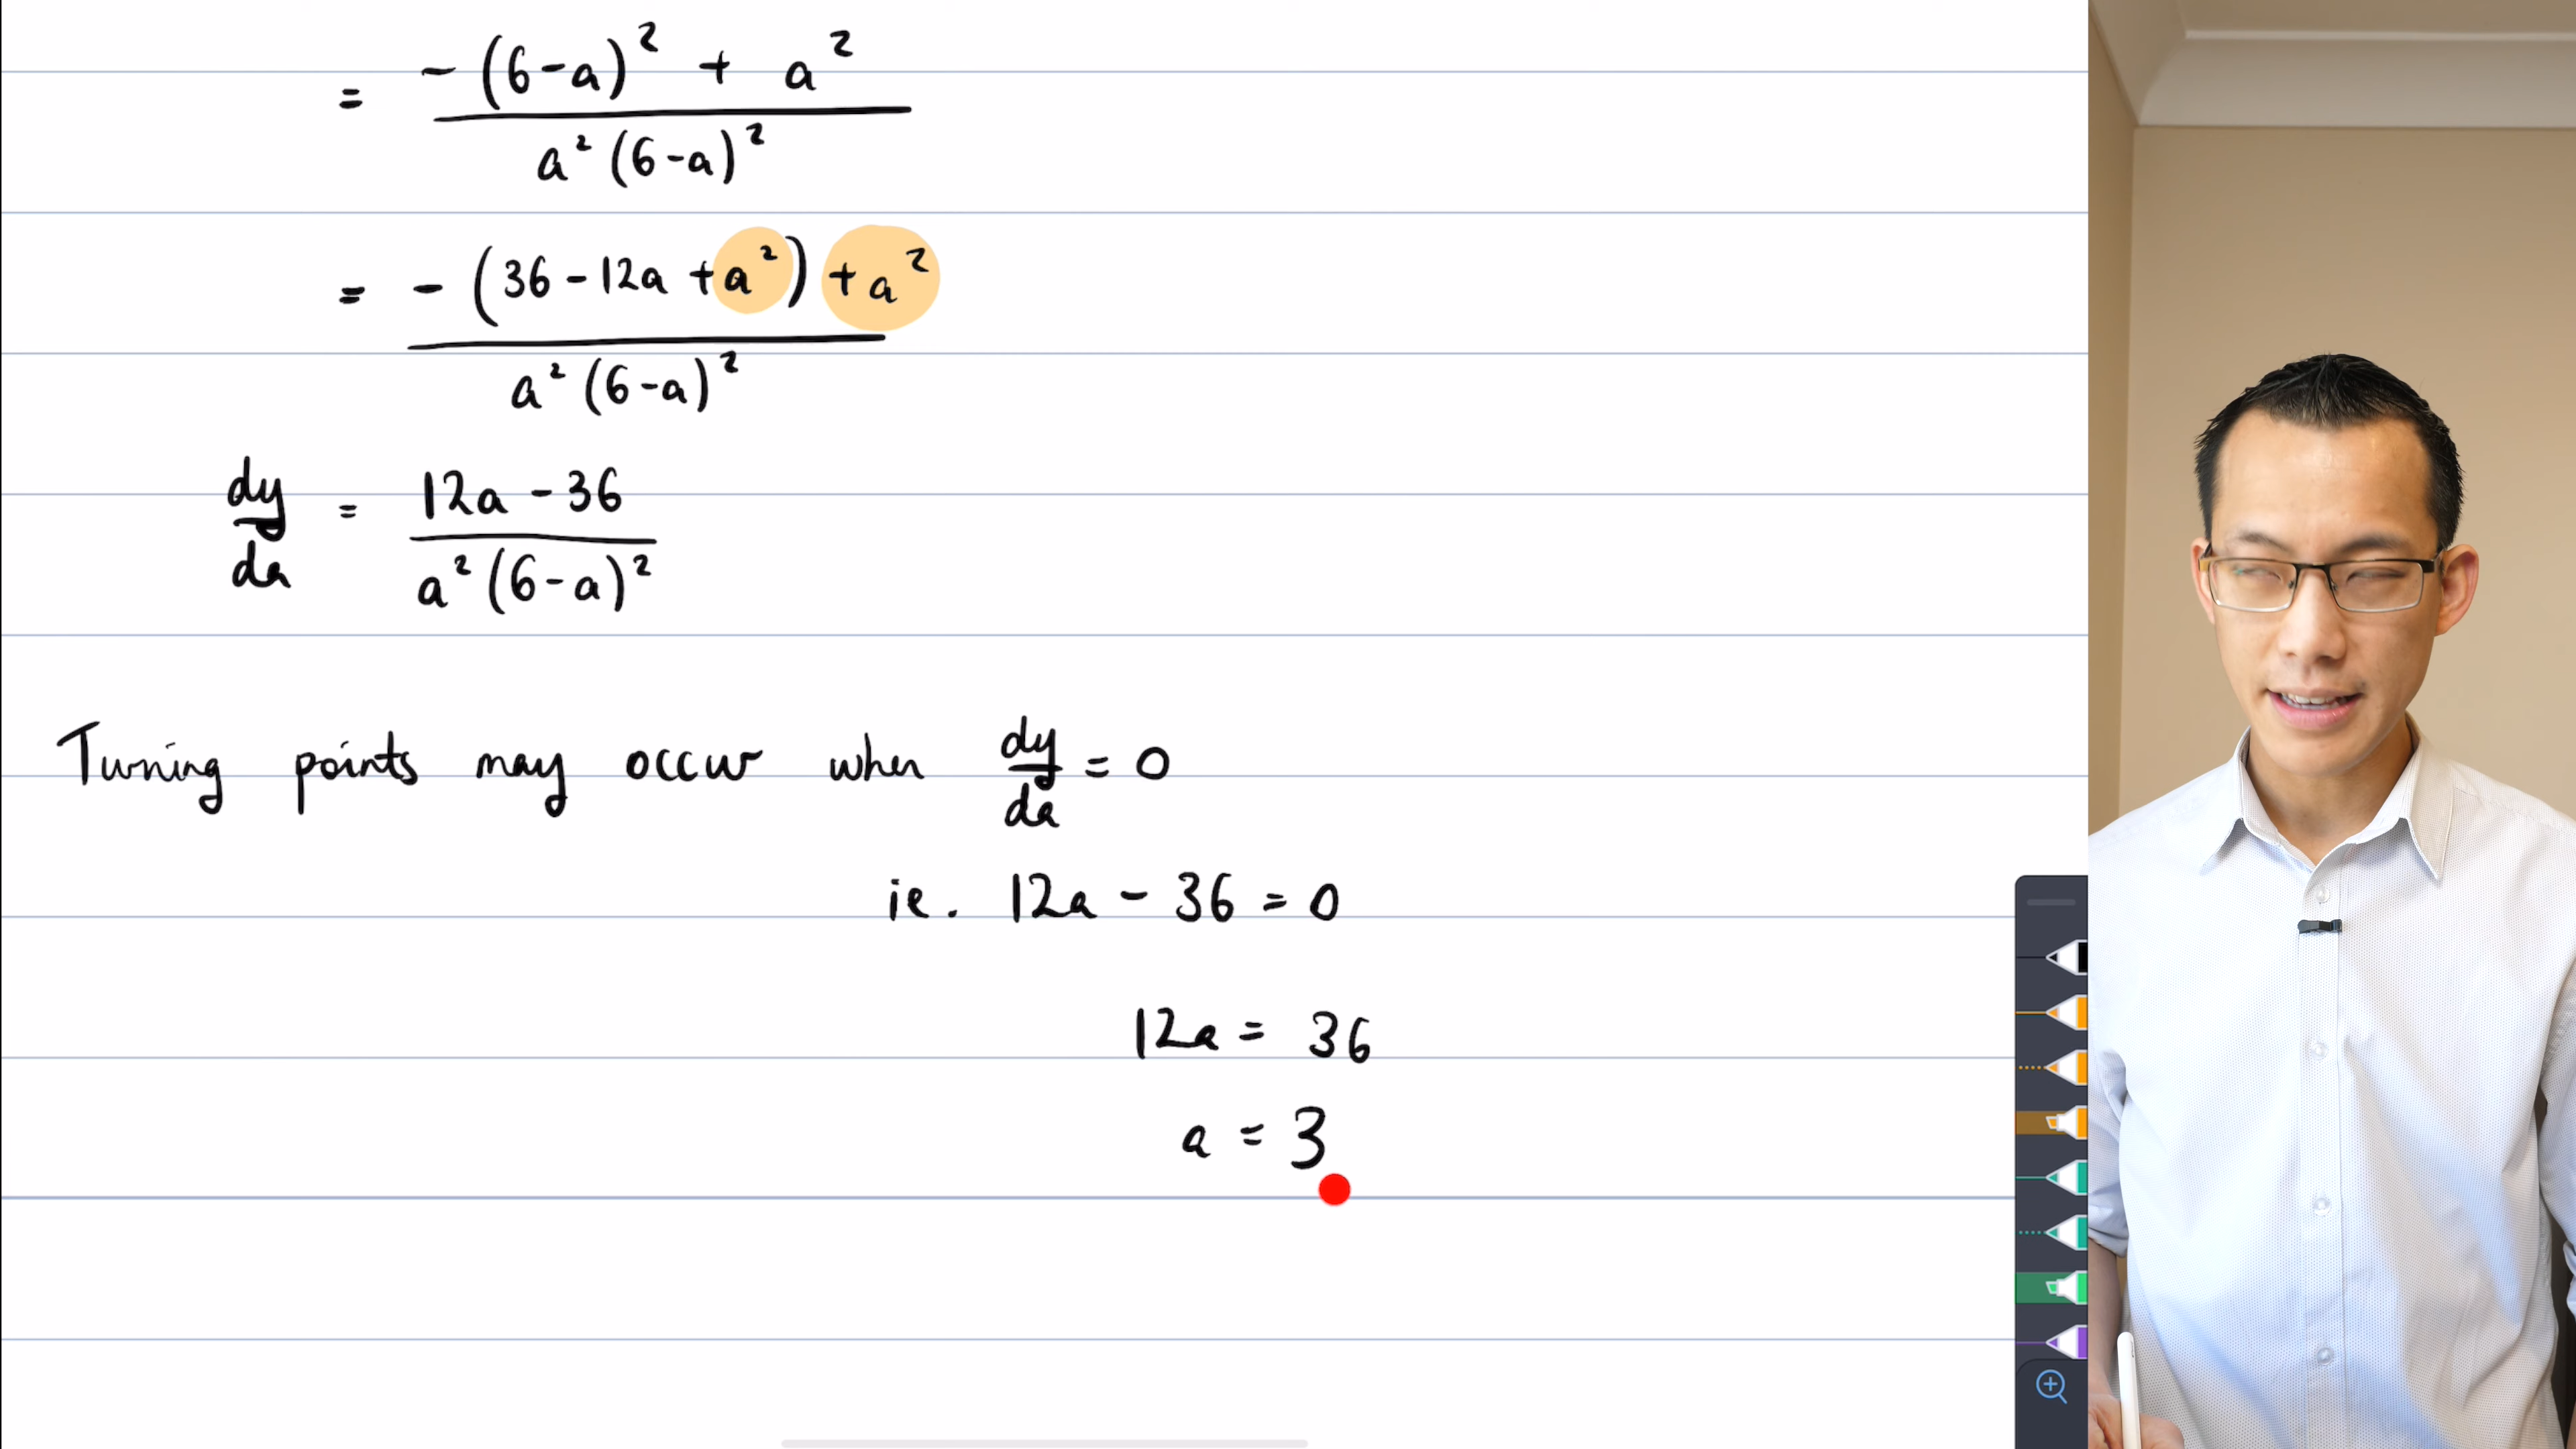 = -(6-a)² + a² / a²(6-a)²
= -(36-12a+a²)+a² / a²(6-a)²
dy/da = 12a-36 / a²(6-a)²
Turning points may occur when dy/da = 0
ie. 12a - 36 = 0
12a = 36
a = 3